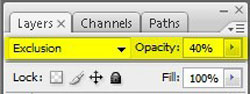 Layers × Channels Paths
Exclusion Opacity: 40%
Lock: Fill: 100%